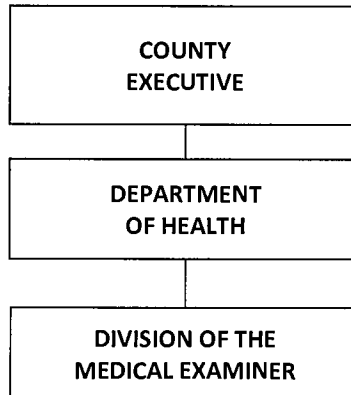 COUNTY
EXECUTIVE
DEPARTMENT
OF HEALTH
DIVISION OF THE
MEDICAL EXAMINER